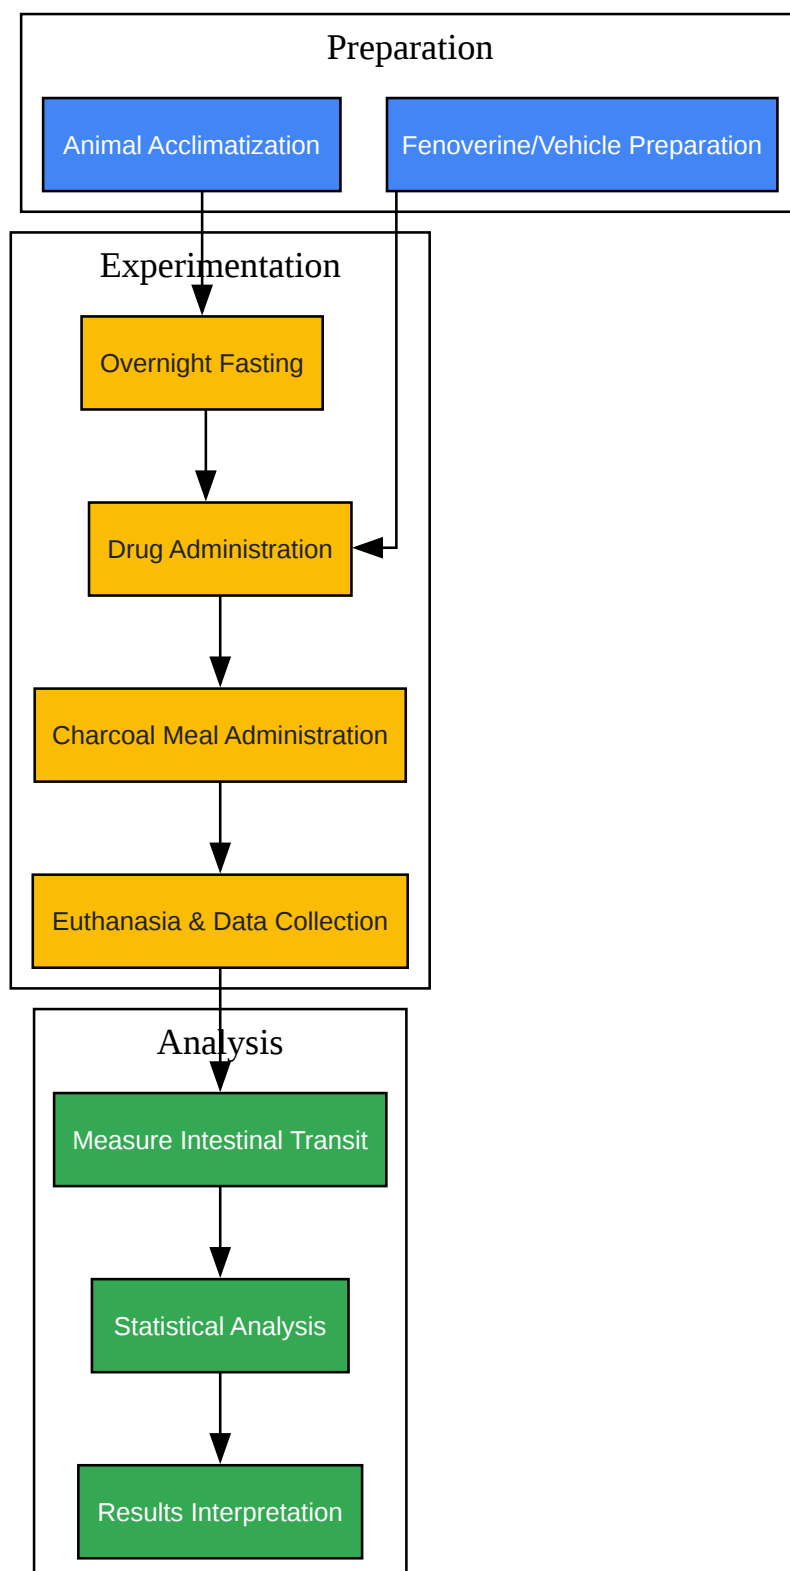 Preparation
Animal Acclimatization
Fenoverine/Vehicle Preparation
Experimentation
Overnight Fasting
Drug Administration
Charcoal Meal Administration
Euthanasia & Data Collection
Analysis
Measure Intestinal Transit
Statistical Analysis
Results Interpretation